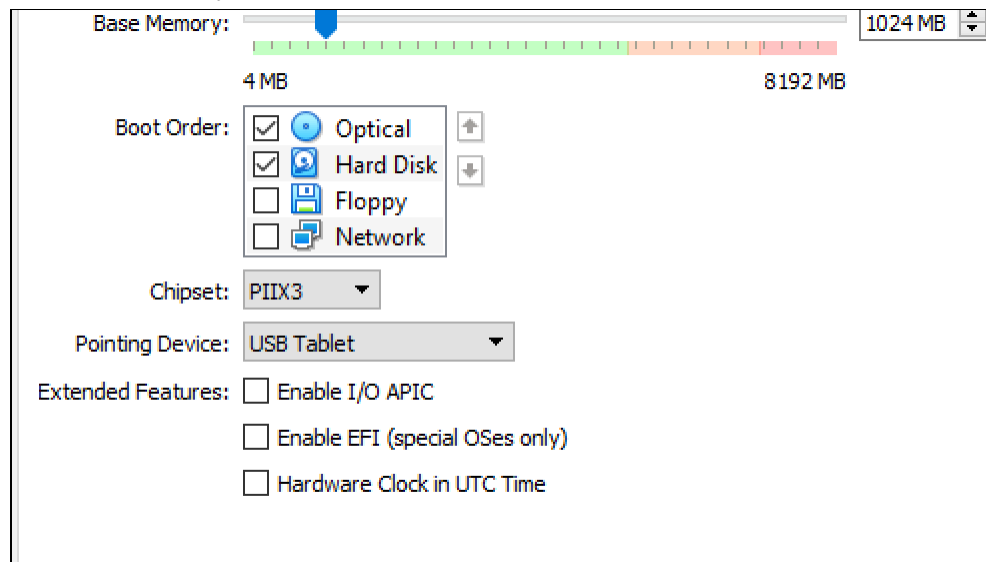 Base Memory: 1024 MB
4 MB 8192 MB
Boot Order: Optical
Hard Disk
Floppy
Network
Chipset: PIIX3
Pointing Device: USB Tablet
Extended Features: Enable I/O APIC
Enable EFI (special OSes only)
Hardware Clock in UTC Time